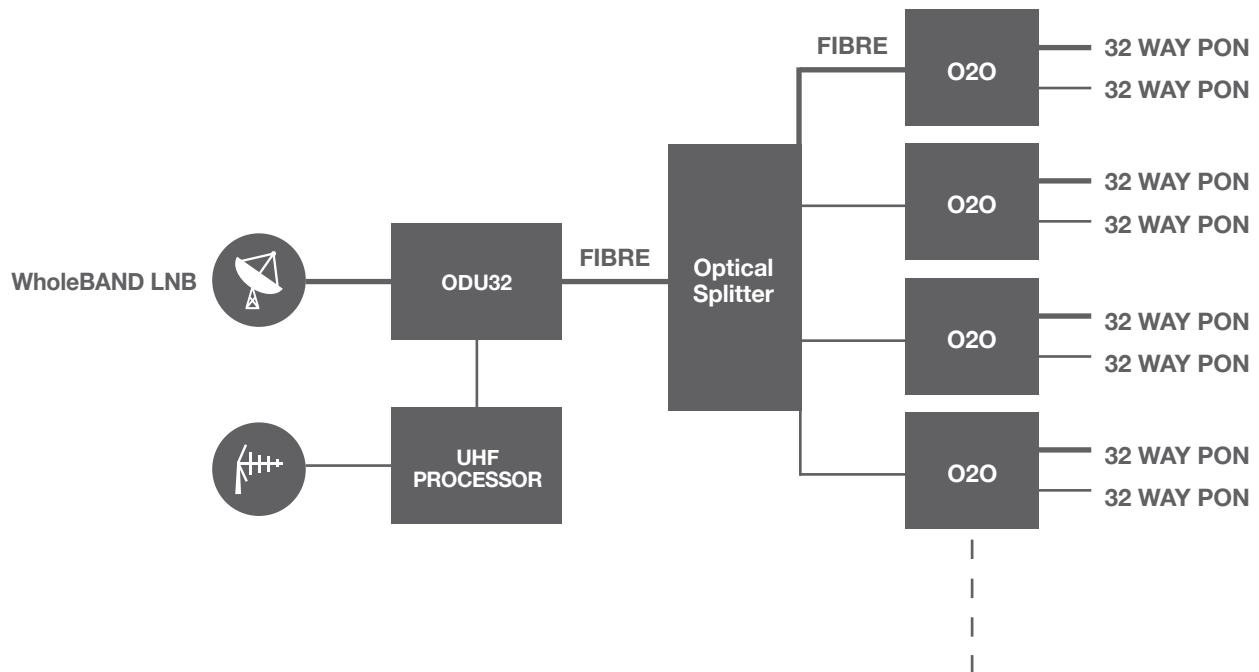 WholeBAND LNB
ODU32
UHF
PROCESSOR
FIBRE
Optical
Splitter
FIBRE
O2O
32 WAY PON
32 WAY PON
O2O
32 WAY PON
32 WAY PON
O2O
32 WAY PON
32 WAY PON
O2O
32 WAY PON
32 WAY PON